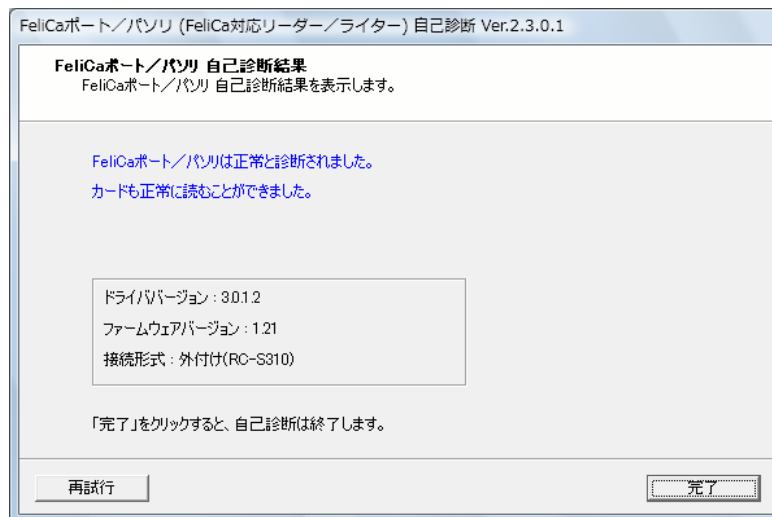 FeliCaポート／パソリ (FeliCa対応リーダー／ライター) 自己診断 Ver.2.3.0.1
FeliCaポート／パソリ 自己診断結果
FeliCaポート／パソリ 自己診断結果を表示します。
FeliCaポート／パソリは正常と診断されました。
カードも正常に読むことができました。
ドライババージョン : 3.0.1.2
ファームウェアバージョン : 1.21
接続形式 : 外付け(RC-S310)
「完了」をクリックすると、自己診断は終了します。
再試行
完了